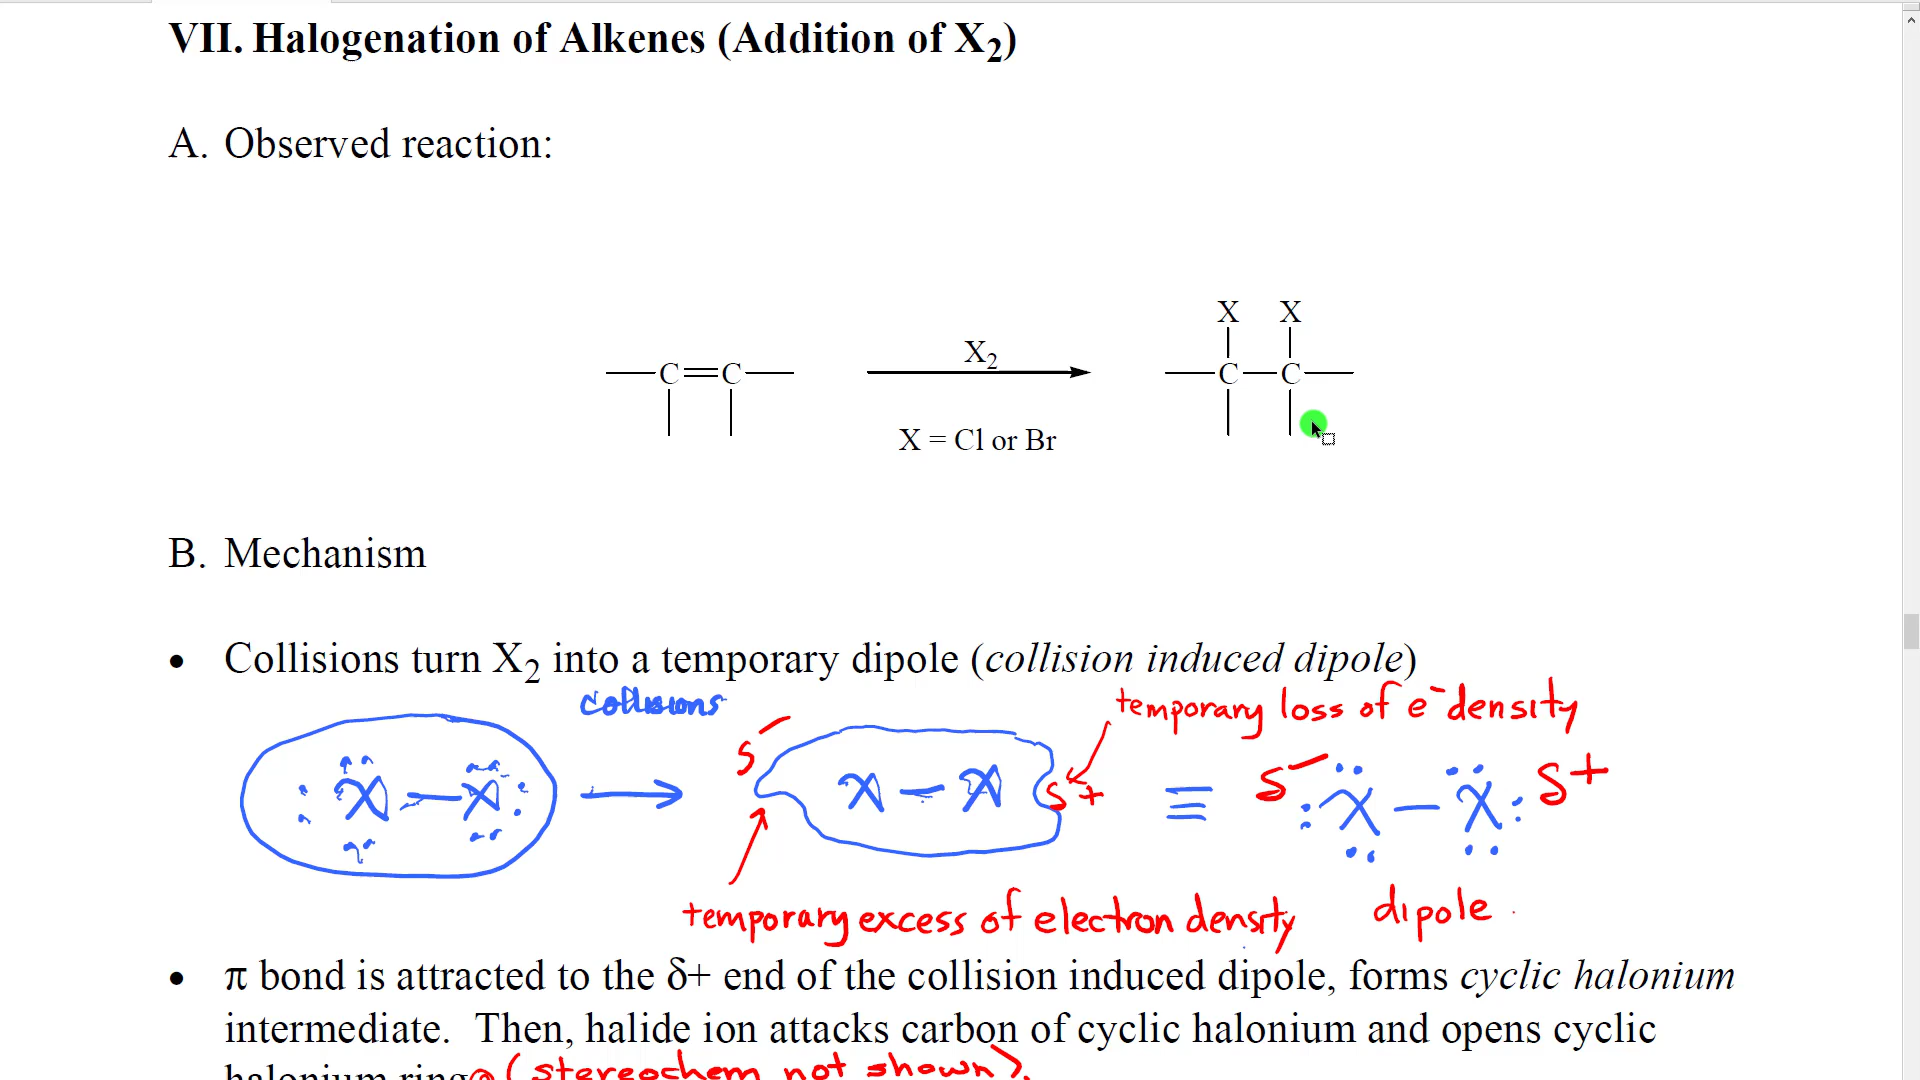 VII. Halogenation of Alkenes (Addition of X₂)
A. Observed reaction:
X X
X₂
C=C
C—C
X = Cl or Br
B. Mechanism
• Collisions turn X₂ into a temporary dipole (collision induced dipole)
collisions
temporary loss of e⁻ density
δ⁻
δ⁻ X — X δ+
X — X
X — X
δ+
≡
temporary excess of electron density
dipole
• π bond is attracted to the δ+ end of the collision induced dipole, forms cyclic halonium
intermediate. Then, halide ion attacks carbon of cyclic halonium and opens cyclic
halonium ring (stereochem not shown).